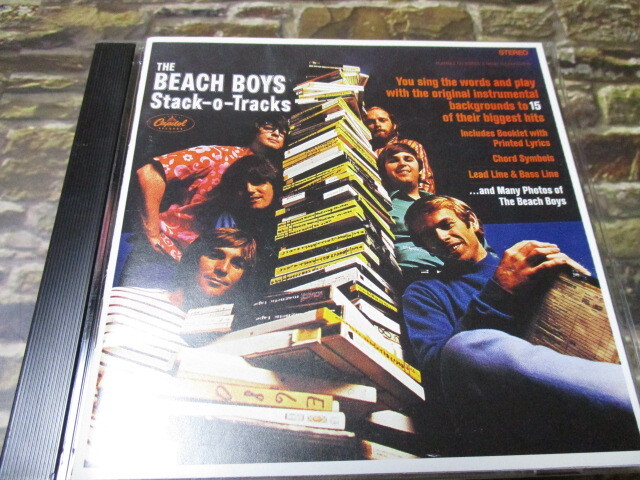 THE
BEACH BOYS
Stack-o-Tracks
Capitol
STEREO
You sing the words and play
with the original instrumental
backgrounds to 15
of their biggest hits
Includes Booklet with
Printed Lyrics
Chord Symbols
Lead Line & Bass Line
...and Many Photos of
The Beach Boys